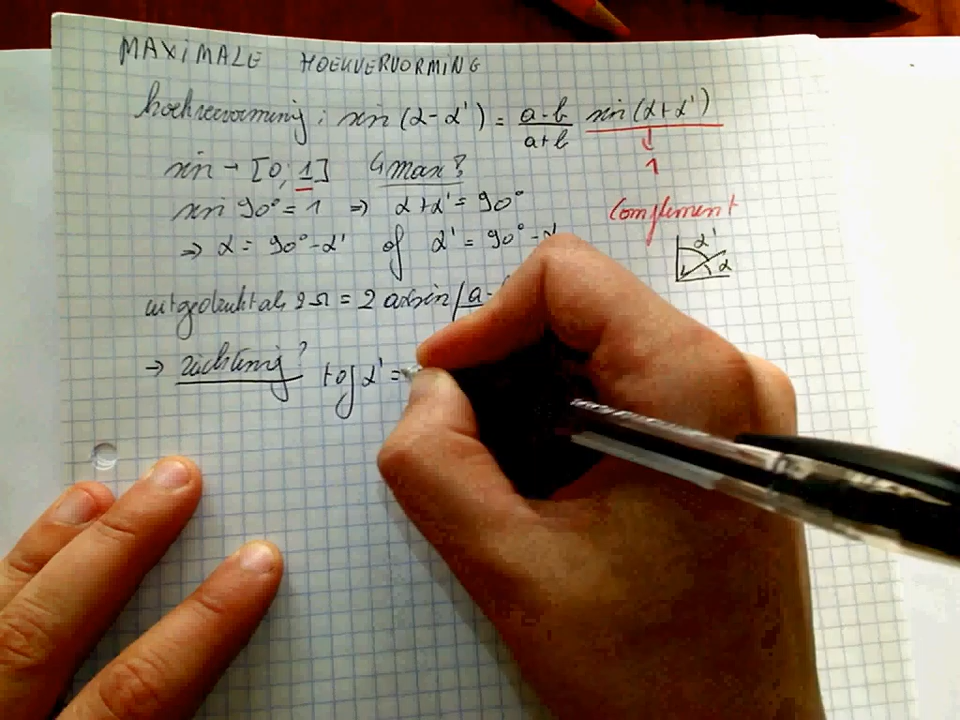 MAXIMALE HOEKVERVORMING
hoekvervorming : sin (α - α') = a-b/a+b sin (α + α')
sin → [0; 1] ↳ max? 1
sin 90° = 1 ⇒ α + α' = 90° Complement
⇒ α = 90° - α' of α' = 90° - α
α'
α
uitgedrukt als 2Ω = 2 arcsin (a-
→ richting? tg α' =